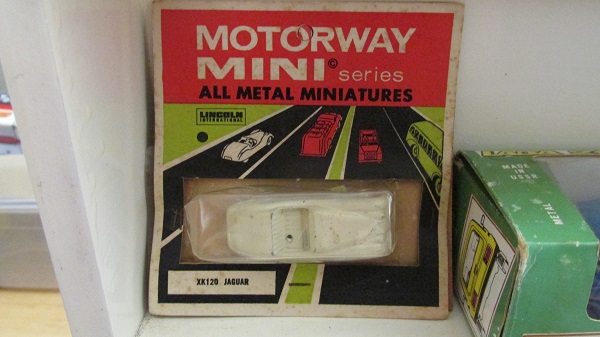 MOTORWAY
MINI © series
ALL METAL MINIATURES
LINCOLN
INTERNATIONAL
XK120 JAGUAR
MADE IN
USSR
METAL